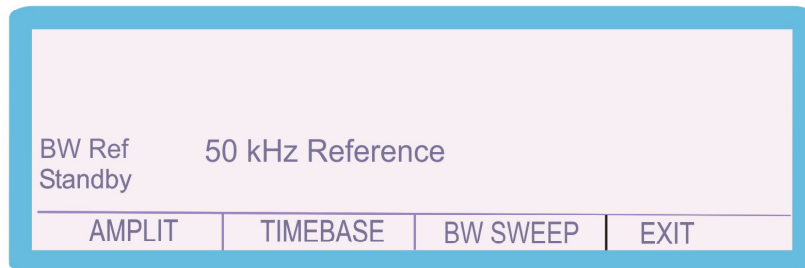 BW Ref 50 kHz Reference
Standby
AMPLIT TIMEBASE BW SWEEP EXIT